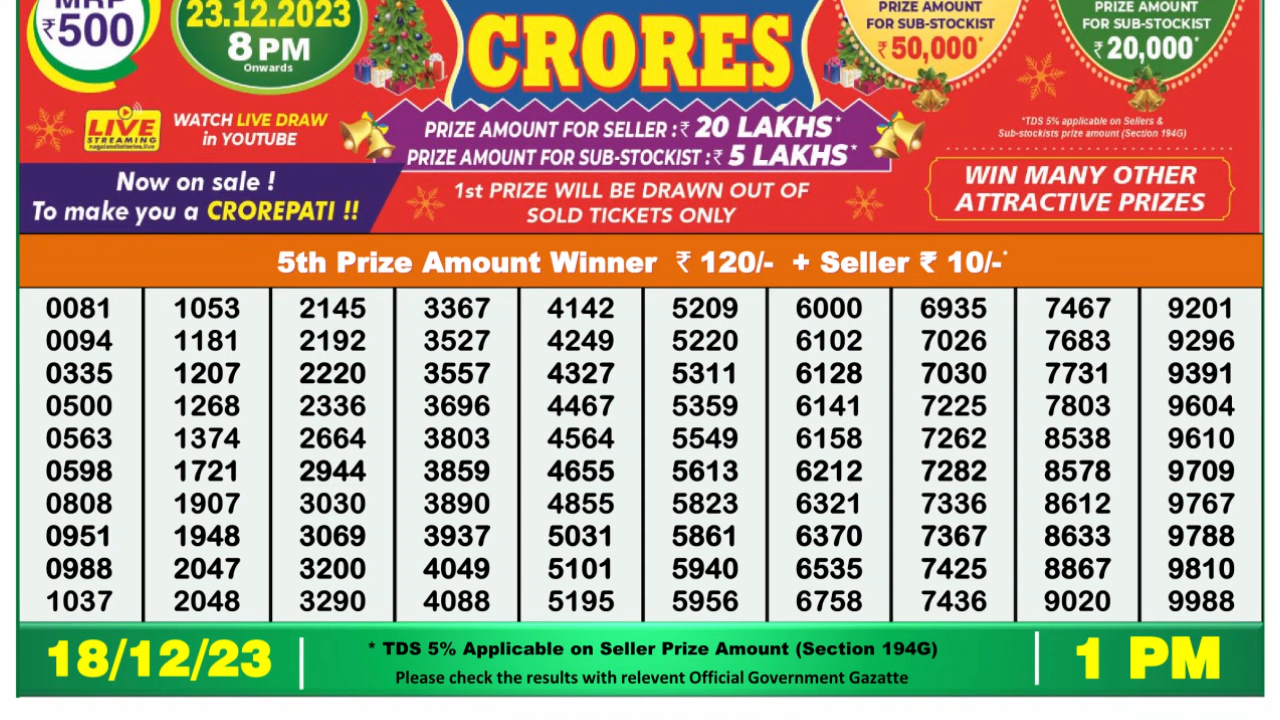 MRP
₹500
23.12.2023
8 PM
Onwards
CRORES
PRIZE AMOUNT
FOR SUB-STOCKIST
₹ 50,000*
PRIZE AMOUNT
FOR SUB-STOCKIST
₹ 20,000*
LIVE
STREAMING
nagalandlotteries.live
WATCH LIVE DRAW
in YOUTUBE
PRIZE AMOUNT FOR SELLER :₹ 20 LAKHS*
PRIZE AMOUNT FOR SUB-STOCKIST :₹ 5 LAKHS*
*TDS 5% applicable on Sellers &
Sub-stockists prize amount (Section 194G)
Now on sale !
To make you a CROREPATI !!
1st PRIZE WILL BE DRAWN OUT OF
SOLD TICKETS ONLY
WIN MANY OTHER
ATTRACTIVE PRIZES
5th Prize Amount Winner ₹ 120/- + Seller ₹ 10/-*
0081 1053 2145 3367 4142 5209 6000 6935 7467 9201
0094 1181 2192 3527 4249 5220 6102 7026 7683 9296
0335 1207 2220 3557 4327 5311 6128 7030 7731 9391
0500 1268 2336 3696 4467 5359 6141 7225 7803 9604
0563 1374 2664 3803 4564 5549 6158 7262 8538 9610
0598 1721 2944 3859 4655 5613 6212 7282 8578 9709
0808 1907 3030 3890 4855 5823 6321 7336 8612 9767
0951 1948 3069 3937 5031 5861 6370 7367 8633 9788
0988 2047 3200 4049 5101 5940 6535 7425 8867 9810
1037 2048 3290 4088 5195 5956 6758 7436 9020 9988
18/12/23
* TDS 5% Applicable on Seller Prize Amount (Section 194G)
Please check the results with relevent Official Government Gazatte
1 PM